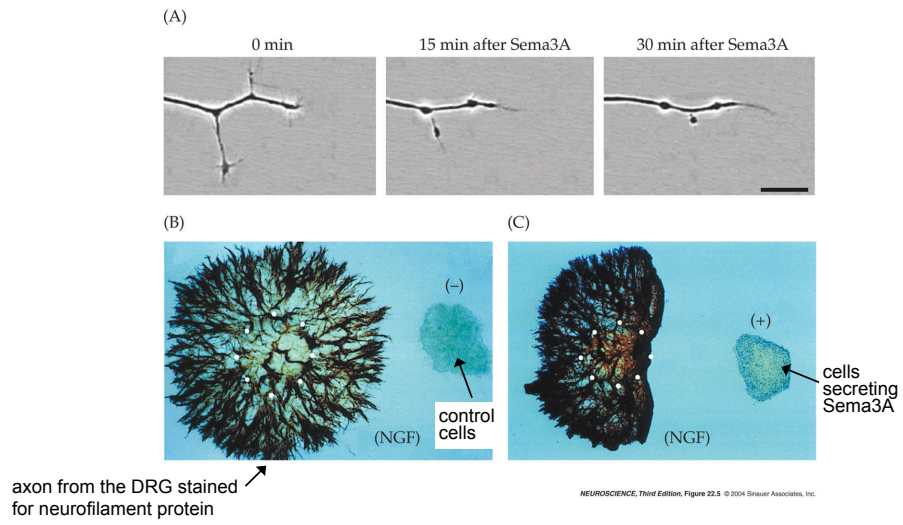 (A)
0 min
15 min after Sema3A
30 min after Sema3A
(B)
(C)
(–)
(+)
control
cells
cells
secreting
Sema3A
(NGF)
(NGF)
axon from the DRG stained
for neurofilament protein
NEUROSCIENCE, Third Edition, Figure 22.5 © 2004 Sinauer Associates, Inc.